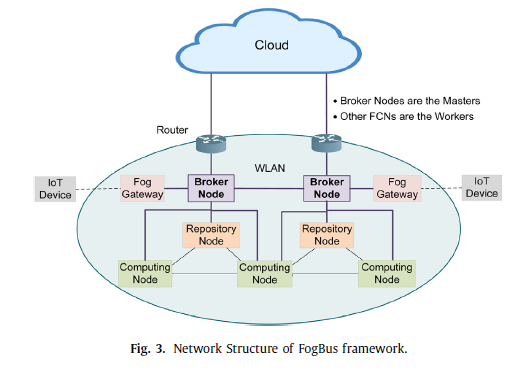 Cloud
• Broker Nodes are the Masters
• Other FCNs are the Workers
Router
WLAN
IoT
Device
Fog
Gateway
Broker
Node
Broker
Node
Fog
Gateway
IoT
Device
Repository
Node
Repository
Node
Computing
Node
Computing
Node
Computing
Node
Fig. 3. Network Structure of FogBus framework.